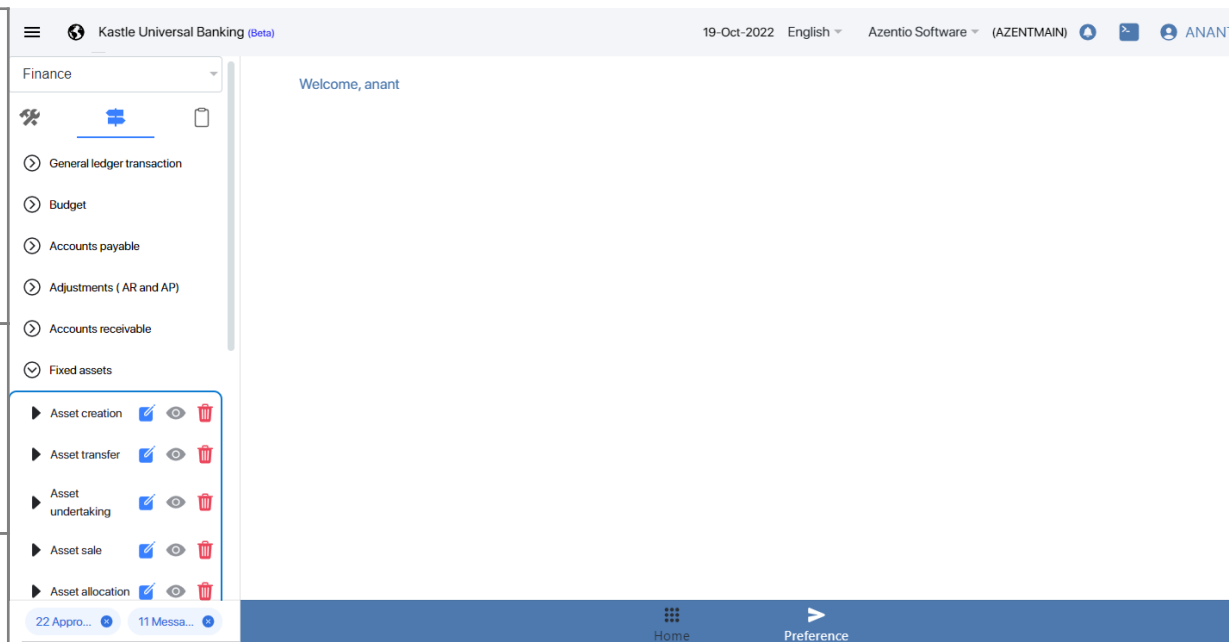 Kastle Universal Banking (Beta)
19-Oct-2022 English Azentio Software (AZENTMAIN) ANANT
Finance
Welcome, anant
General ledger transaction
Budget
Accounts payable
Adjustments ( AR and AP)
Accounts receivable
Fixed assets
Asset creation
Asset transfer
Asset
undertaking
Asset sale
Asset allocation
22 Appro... 11 Messa...
Home Preference